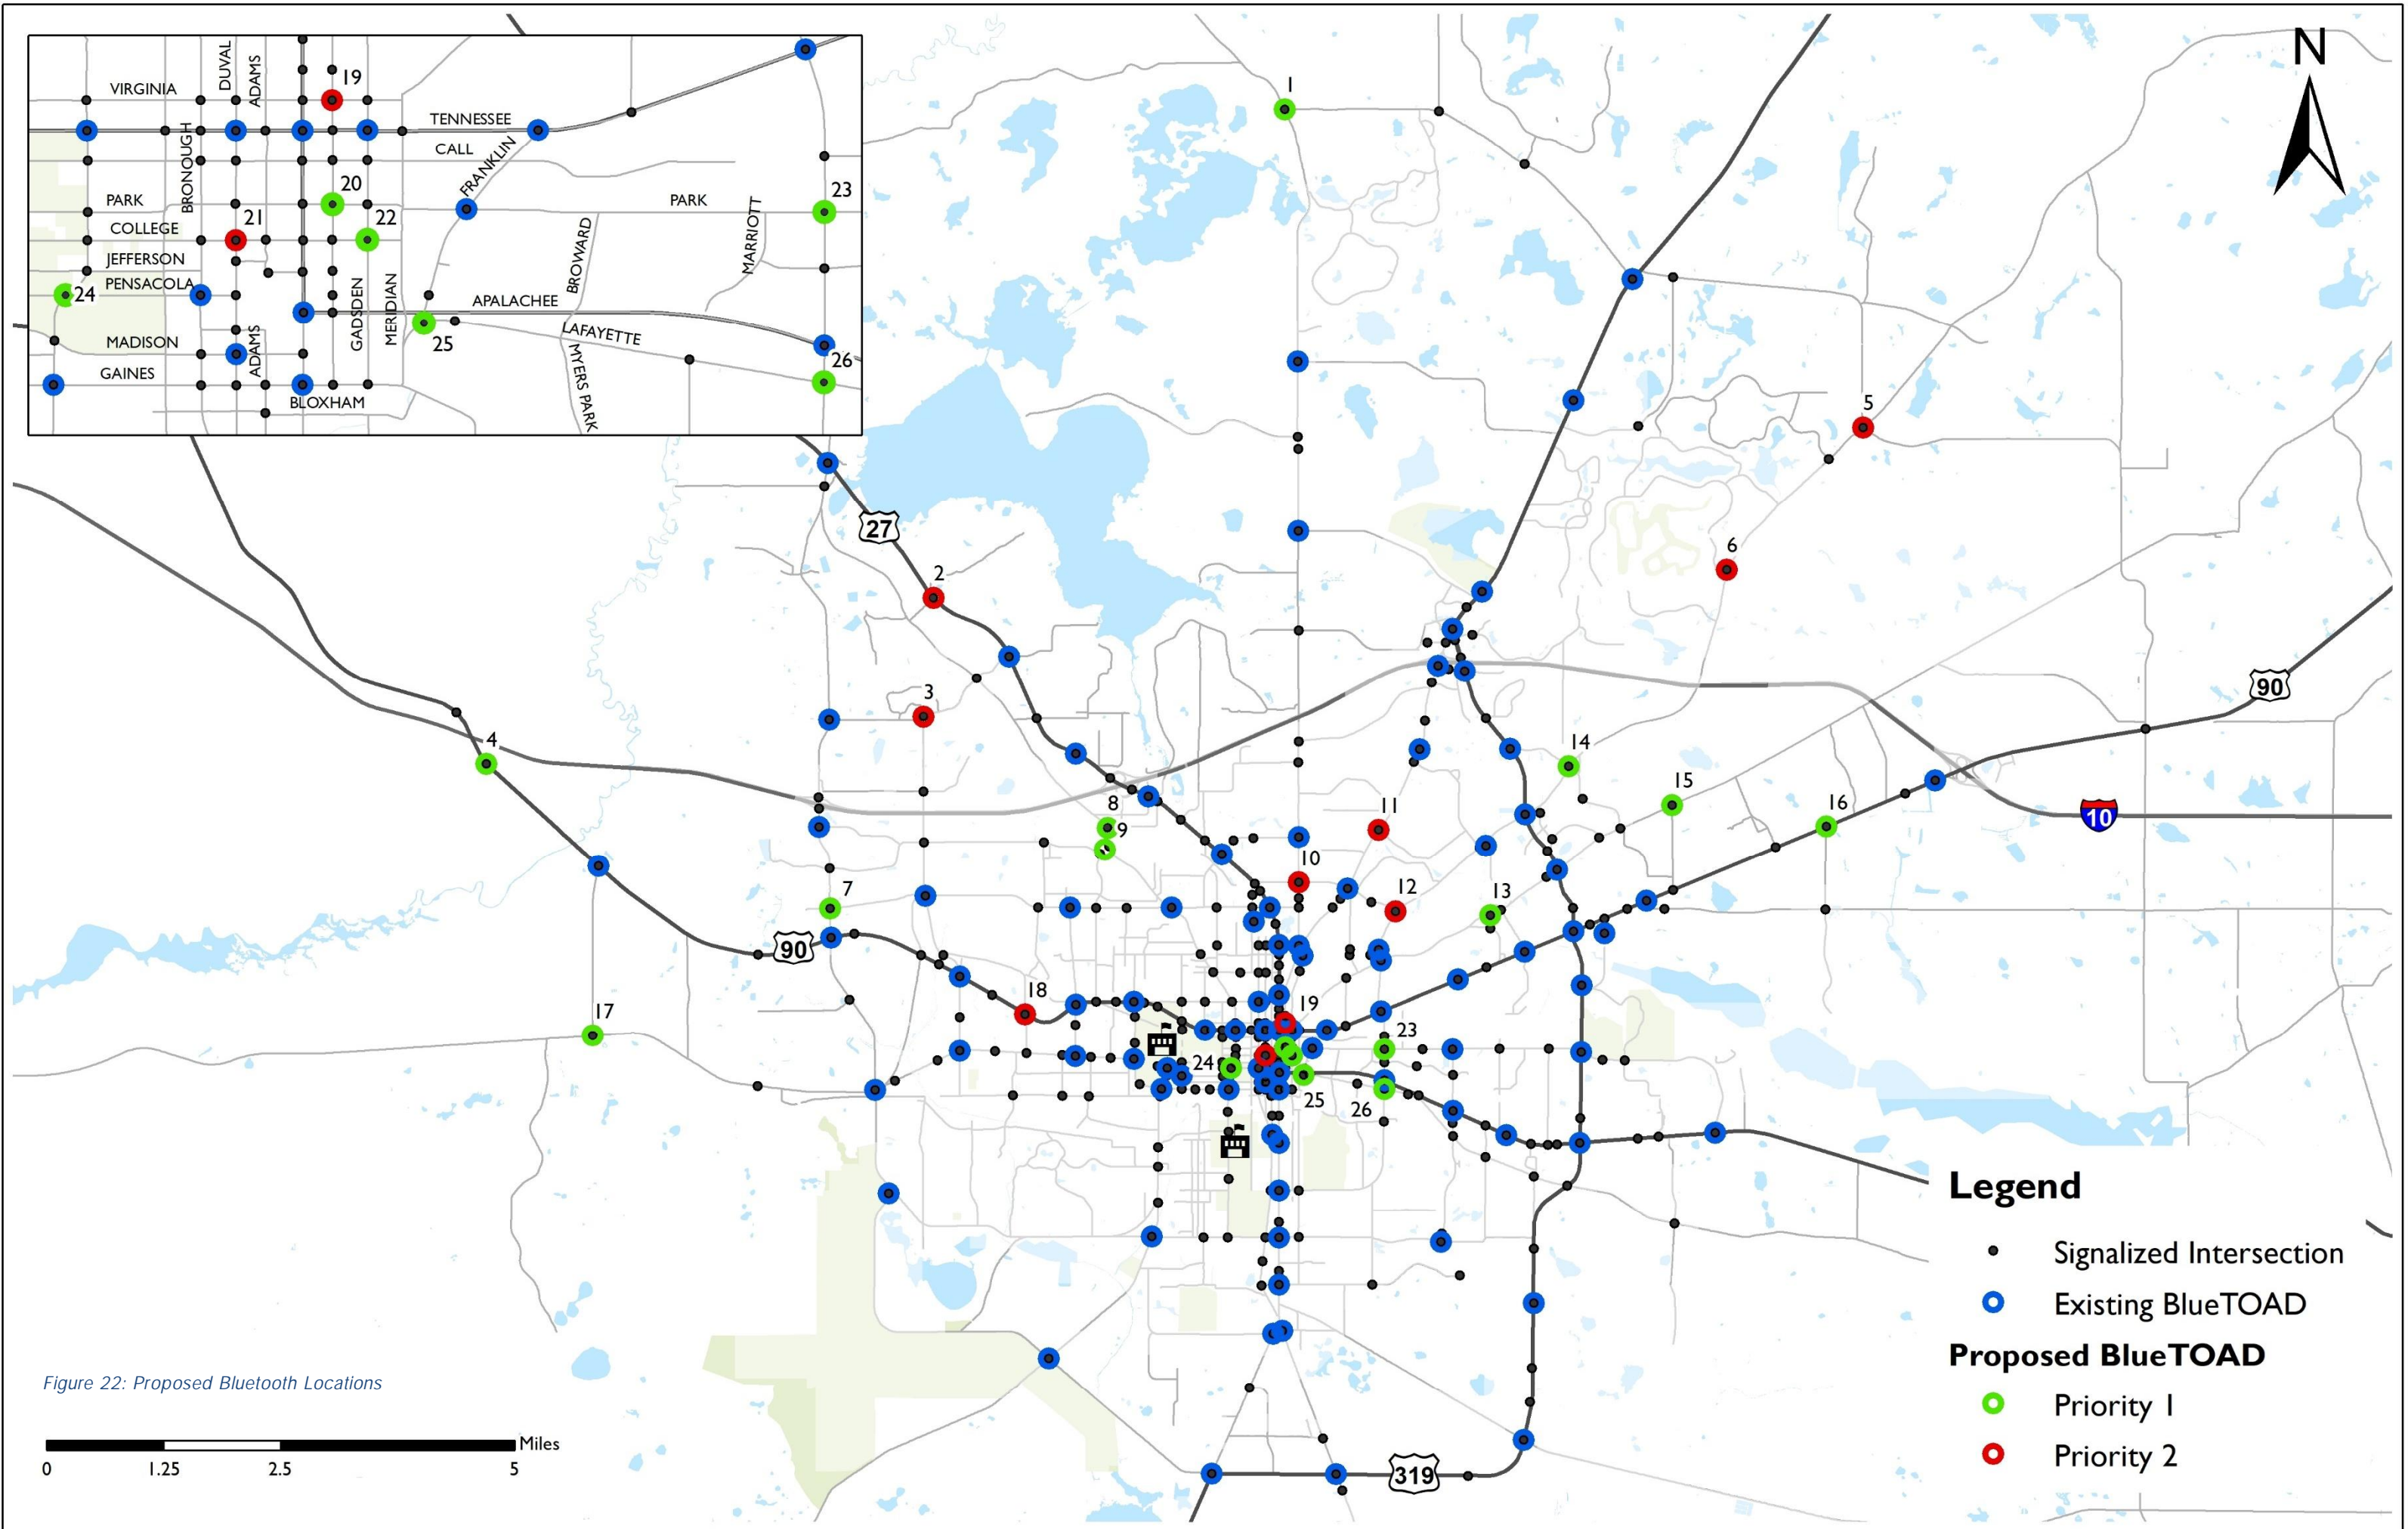 VIRGINIA
DUVAL
ADAMS
19
TENNESSEE
BRONOUGH
CALL
FRANKLIN
PARK
20
PARK
23
COLLEGE
21
22
MARRIOTT
BROWARD
JEFFERSON
PENSACOLA
24
GADSDEN
MERIDIAN
APALACHEE
LAFAYETTE
MADISON
ADAMS
25
26
GAINES
MYERS PARK
BLOXHAM
N
1
5
27
2
6
3
90
4
14
15
8
11
16
10
9
10
7
12
13
90
18
17
19
23
24
25
26
Legend
Signalized Intersection
Existing BlueTOAD
Proposed BlueTOAD
Priority 1
Priority 2
Figure 22: Proposed Bluetooth Locations
Miles
0 1.25 2.5 5
319